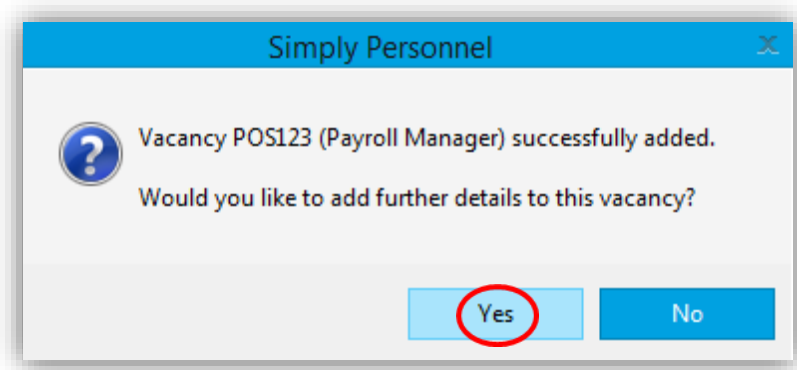 Simply Personnel
Vacancy POS123 (Payroll Manager) successfully added.
Would you like to add further details to this vacancy?
Yes
No